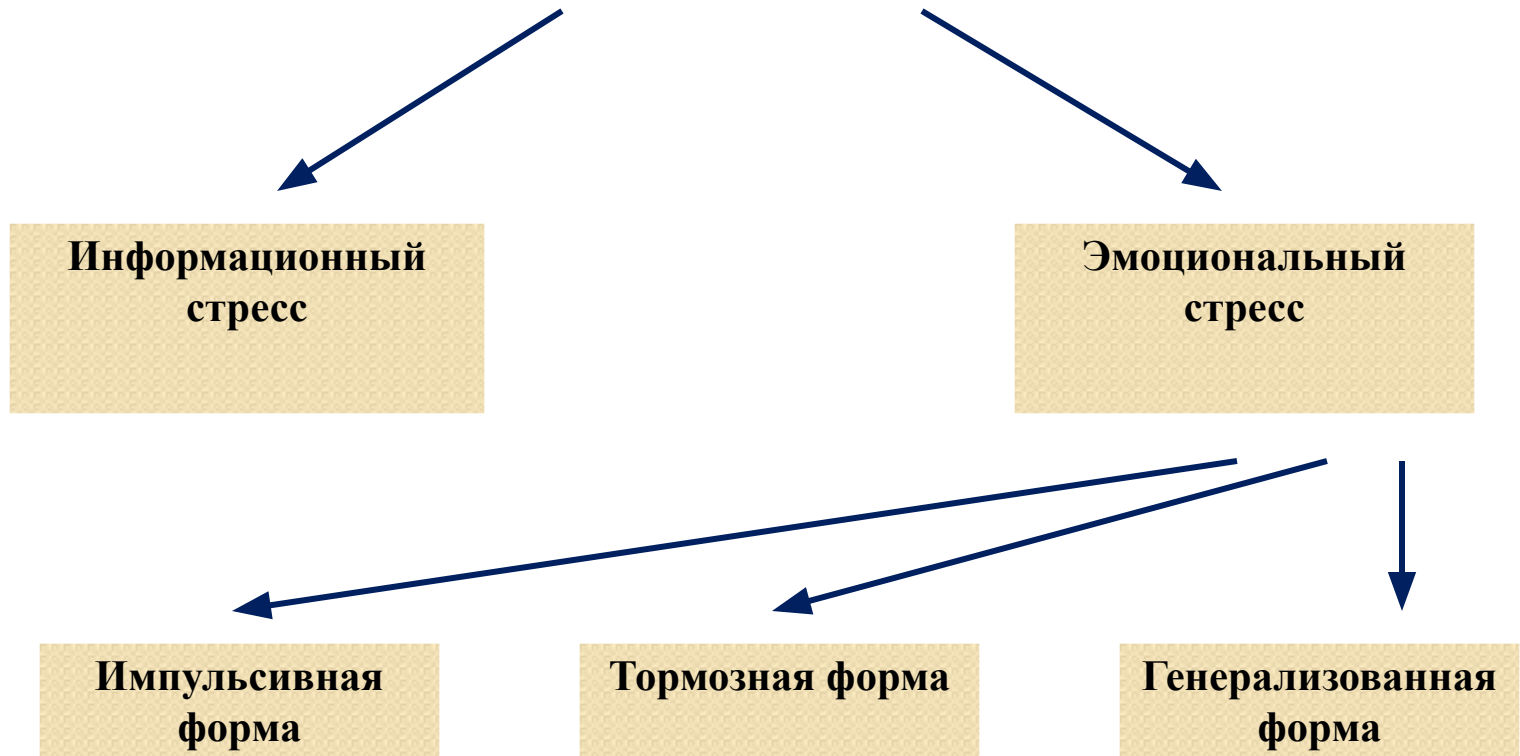 Информационный
стресс
Эмоциональный
стресс
Импульсивная
форма
Тормозная форма
Генерализованная
форма